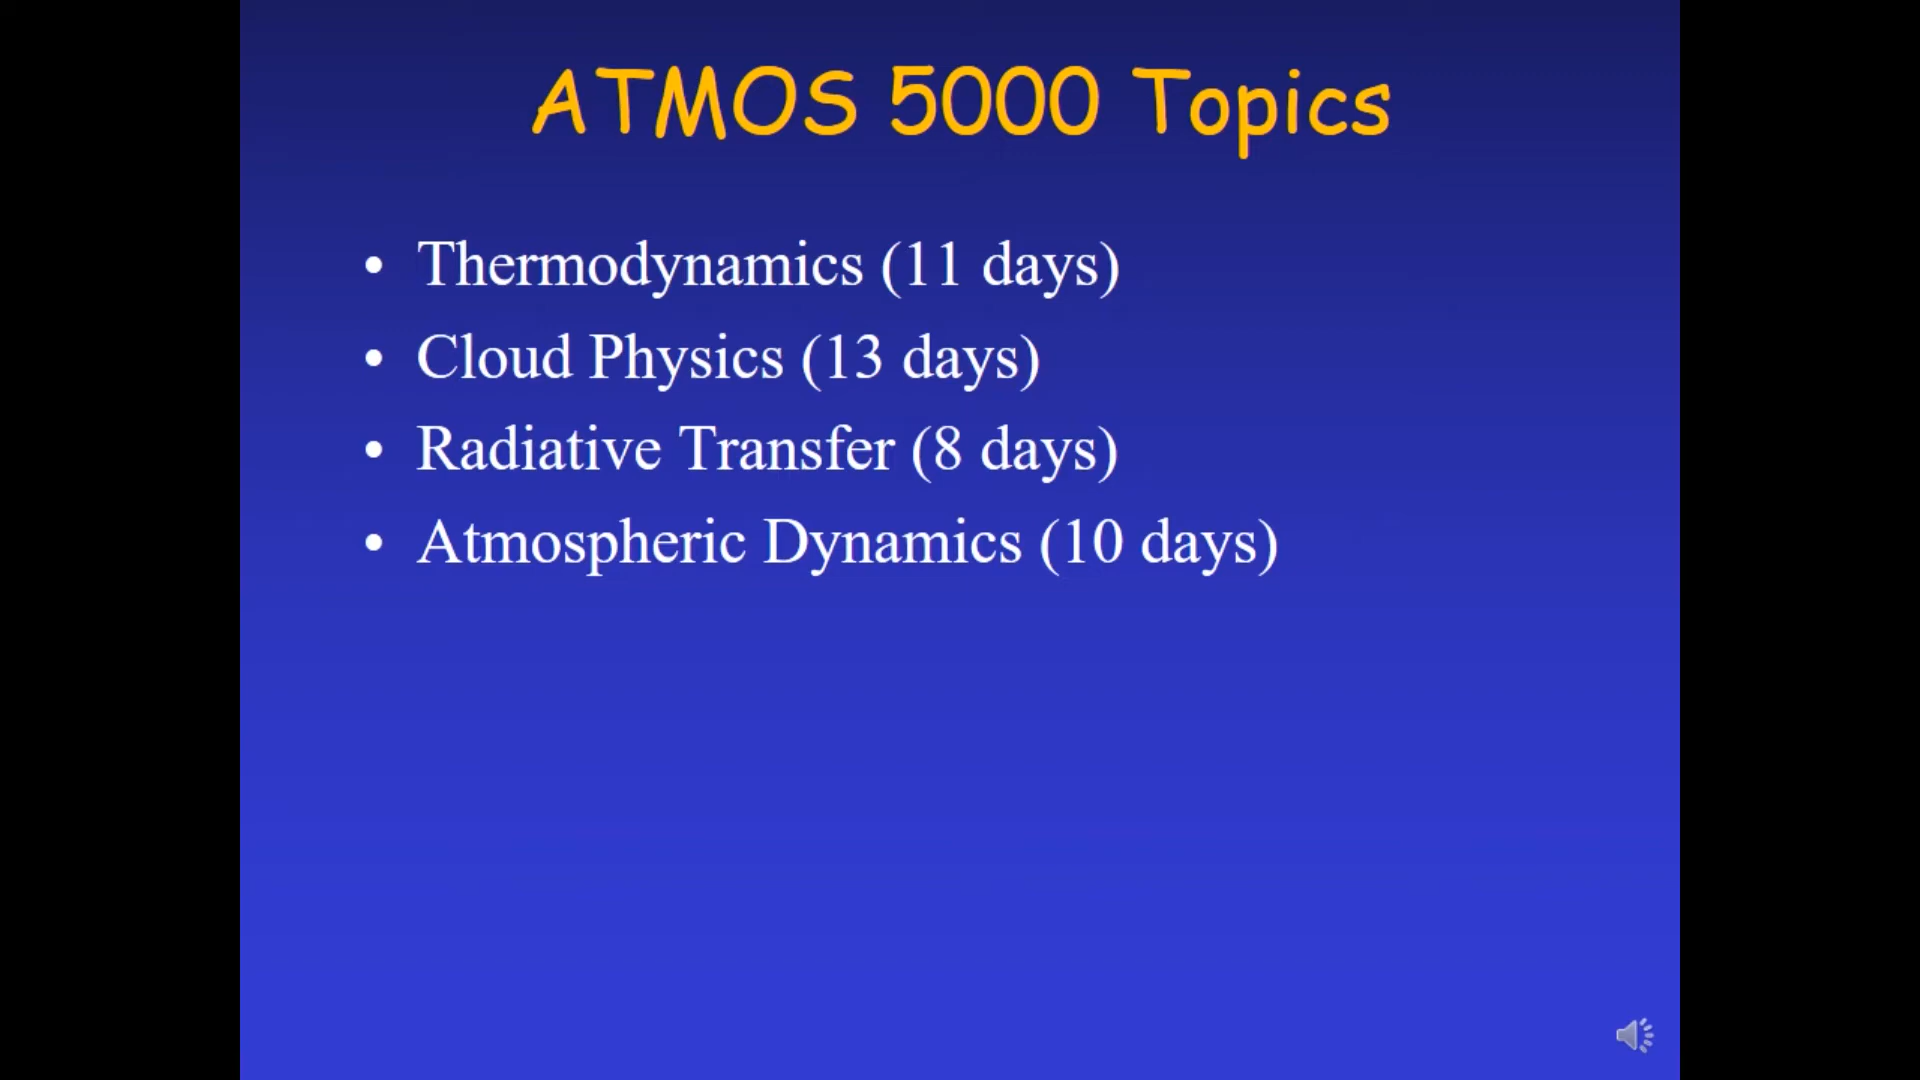 ATMOS 5000 Topics
• Thermodynamics (11 days)
• Cloud Physics (13 days)
• Radiative Transfer (8 days)
• Atmospheric Dynamics (10 days)